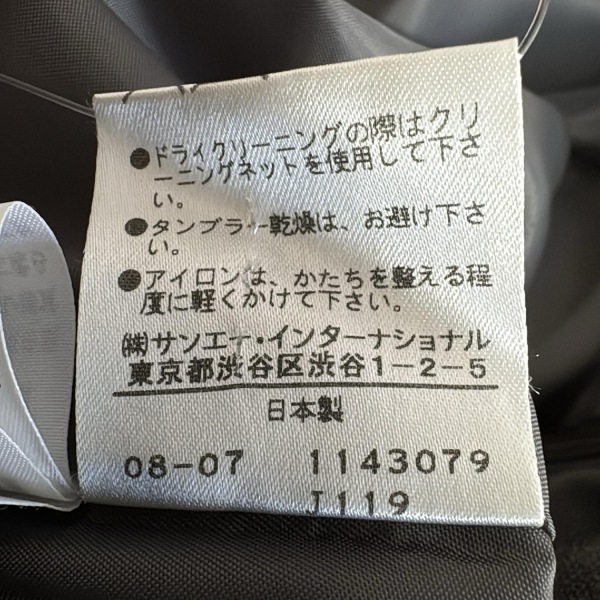 ●ドライクリーニングの際はクリ
ーニングネットを使用して下さ
い。
●タンブラー乾燥は、お避け下さ
い。
●アイロンは、かたちを整える程
度に軽くかけて下さい。
㈱サンエー・インターナショナル
東京都渋谷区渋谷1-2-5
日本製
08-07 1143079
I119